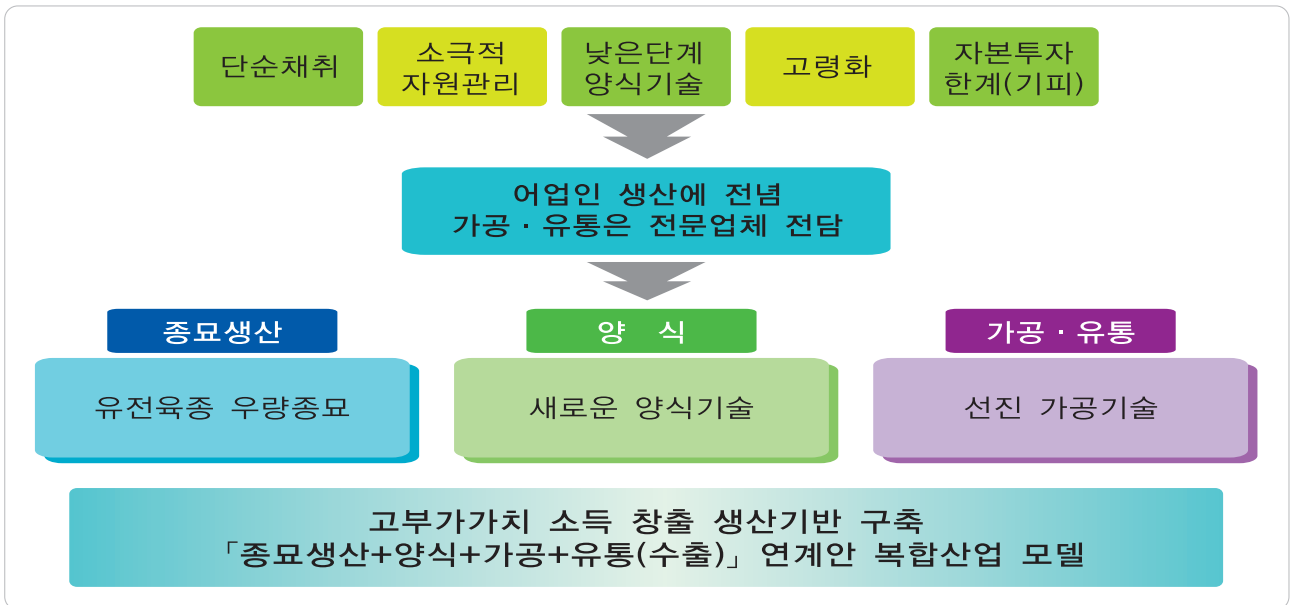 단순채취
소극적
자원관리
낮은단계
양식기술
고령화
자본투자
한계(기피)
어업인 생산에 전념
가공·유통은 전문업체 전담
종묘생산
유전육종 우량종묘
양 식
새로운 양식기술
가공·유통
선진 가공기술
고부가가치 소득 창출 생산기반 구축
「종묘생산+양식+가공+유통(수출)」연계안 복합산업 모델